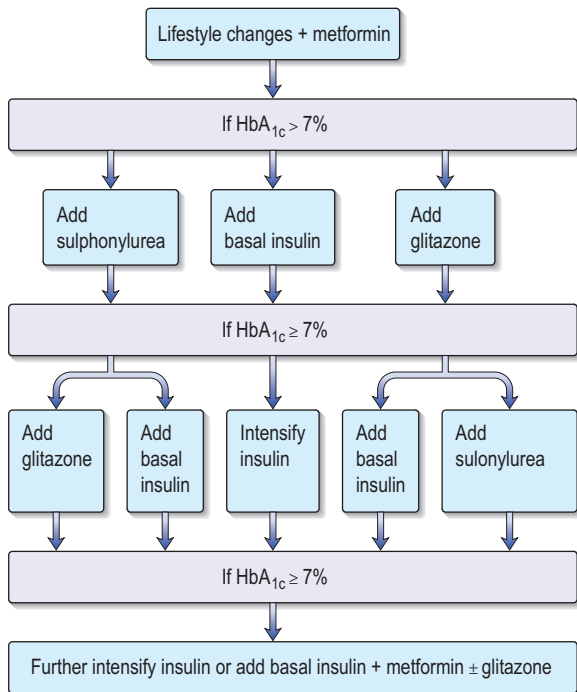 Lifestyle changes + metformin
If HbA1c > 7%
Add
sulphonylurea
Add
basal insulin
Add
glitazone
If HbA1c ≥ 7%
Add
glitazone
Add
basal
insulin
Intensify
insulin
Add
basal
insulin
Add
sulonylurea
If HbA1c ≥ 7%
Further intensify insulin or add basal insulin + metformin ± glitazone